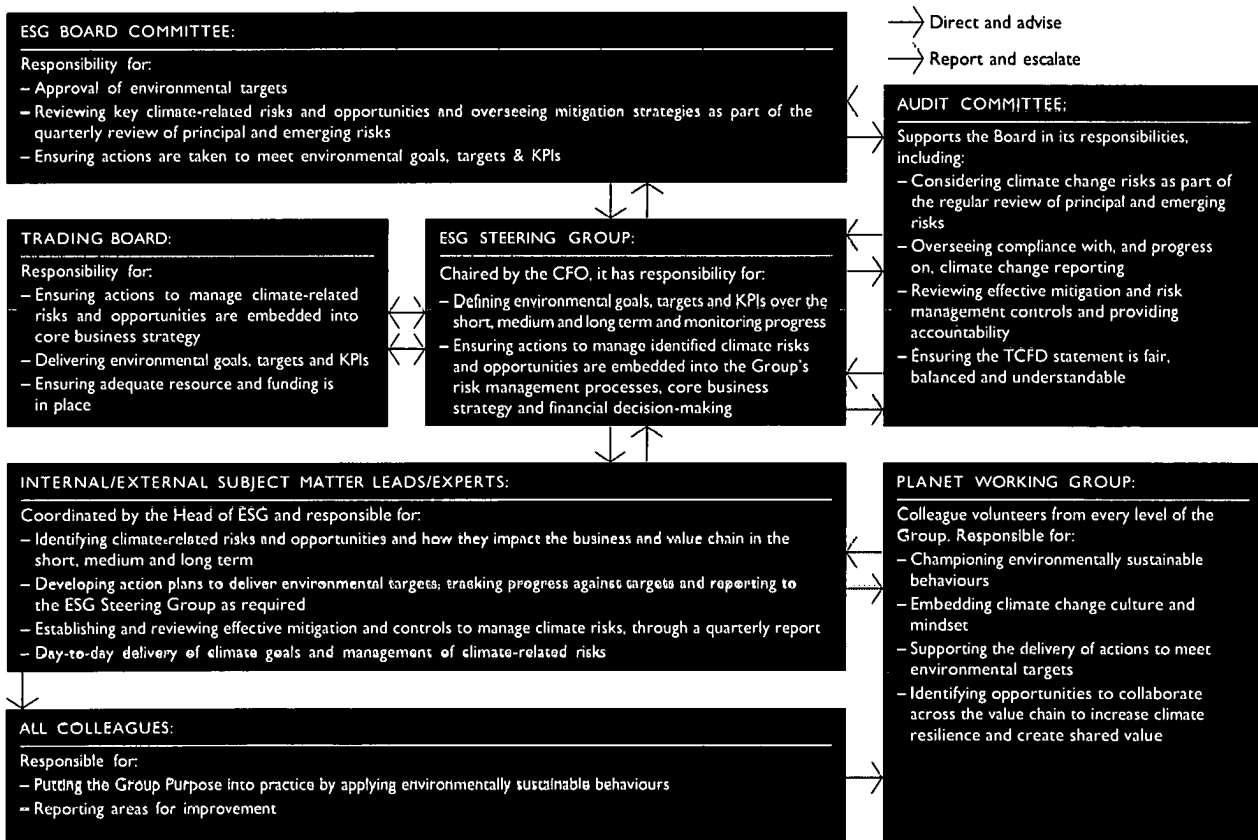 ESG BOARD COMMITTEE:
Responsibility for:
– Approval of environmental targets
– Reviewing key climate-related risks and opportunities and overseeing mitigation strategies as part of the
quarterly review of principal and emerging risks
– Ensuring actions are taken to meet environmental goals, targets & KPIs
Direct and advise
Report and escalate
AUDIT COMMITTEE:
Supports the Board in its responsibilities,
including:
– Considering climate change risks as part of
the regular review of principal and emerging
risks
– Overseeing compliance with, and progress
on, climate change reporting
– Reviewing effective mitigation and risk
management controls and providing
accountability
– Ensuring the TCFD statement is fair,
balanced and understandable
TRADING BOARD:
Responsibility for:
– Ensuring actions to manage climate-related
risks and opportunities are embedded into
core business strategy
– Delivering environmental goals, targets and KPIs
– Ensuring adequate resource and funding is
in place
ESG STEERING GROUP:
Chaired by the CFO, it has responsibility for:
– Defining environmental goals, targets and KPIs over the
short, medium and long term and monitoring progress
– Ensuring actions to manage identified climate risks
and opportunities are embedded into the Group's
risk management processes, core business
strategy and financial decision-making
INTERNAL/EXTERNAL SUBJECT MATTER LEADS/EXPERTS:
Coordinated by the Head of ESG and responsible for:
– Identifying climate-related risks and opportunities and how they impact the business and value chain in the
short, medium and long term
– Developing action plans to deliver environmental targets; tracking progress against targets and reporting to
the ESG Steering Group as required
– Establishing and reviewing effective mitigation and controls to manage climate risks, through a quarterly report
– Day-to-day delivery of climate goals and management of climate-related risks
PLANET WORKING GROUP:
Colleague volunteers from every level of the
Group. Responsible for:
– Championing environmentally sustainable
behaviours
– Embedding climate change culture and
mindset
– Supporting the delivery of actions to meet
environmental targets
– Identifying opportunities to collaborate
across the value chain to increase climate
resilience and create shared value
ALL COLLEAGUES:
Responsible for:
– Putting the Group Purpose into practice by applying environmentally sustainable behaviours
– Reporting areas for improvement